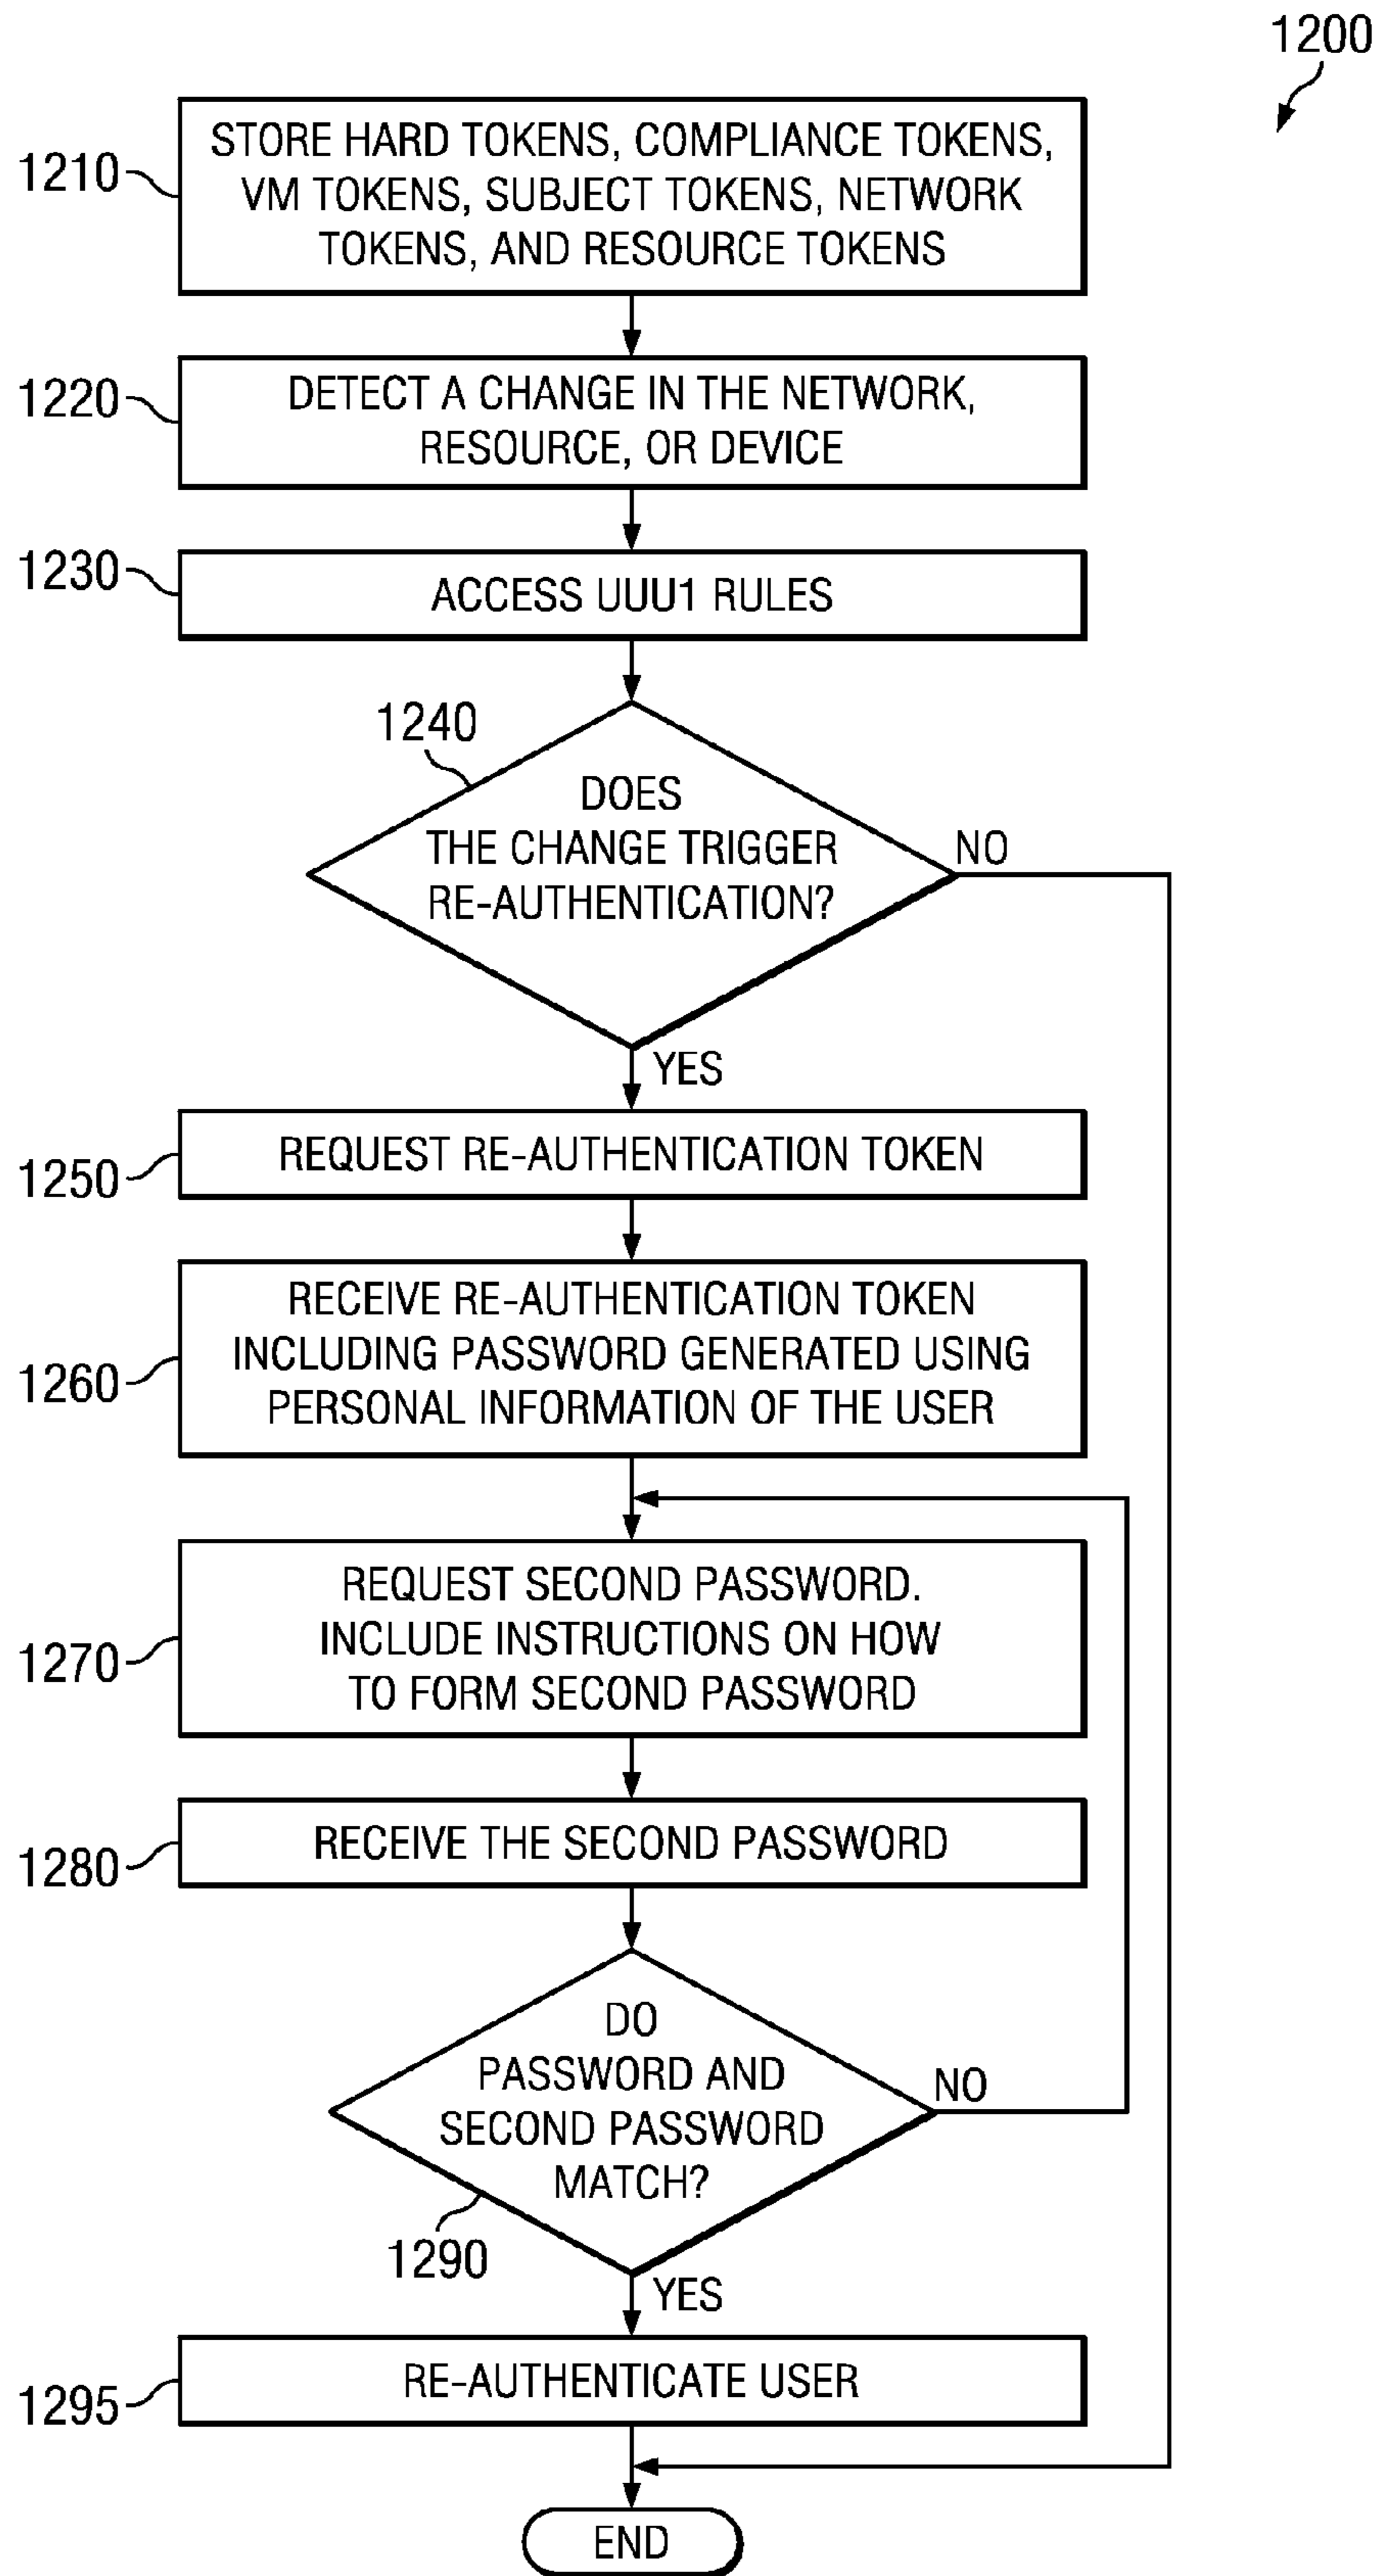 1200
1210
STORE HARD TOKENS, COMPLIANCE TOKENS,
VM TOKENS, SUBJECT TOKENS, NETWORK
TOKENS, AND RESOURCE TOKENS
1220
DETECT A CHANGE IN THE NETWORK,
RESOURCE, OR DEVICE
1230
ACCESS UUU1 RULES
1240
DOES
THE CHANGE TRIGGER
RE-AUTHENTICATION?
NO
YES
1250
REQUEST RE-AUTHENTICATION TOKEN
1260
RECEIVE RE-AUTHENTICATION TOKEN
INCLUDING PASSWORD GENERATED USING
PERSONAL INFORMATION OF THE USER
1270
REQUEST SECOND PASSWORD.
INCLUDE INSTRUCTIONS ON HOW
TO FORM SECOND PASSWORD
1280
RECEIVE THE SECOND PASSWORD
DO
PASSWORD AND
SECOND PASSWORD
MATCH?
NO
1290
YES
1295
RE-AUTHENTICATE USER
END